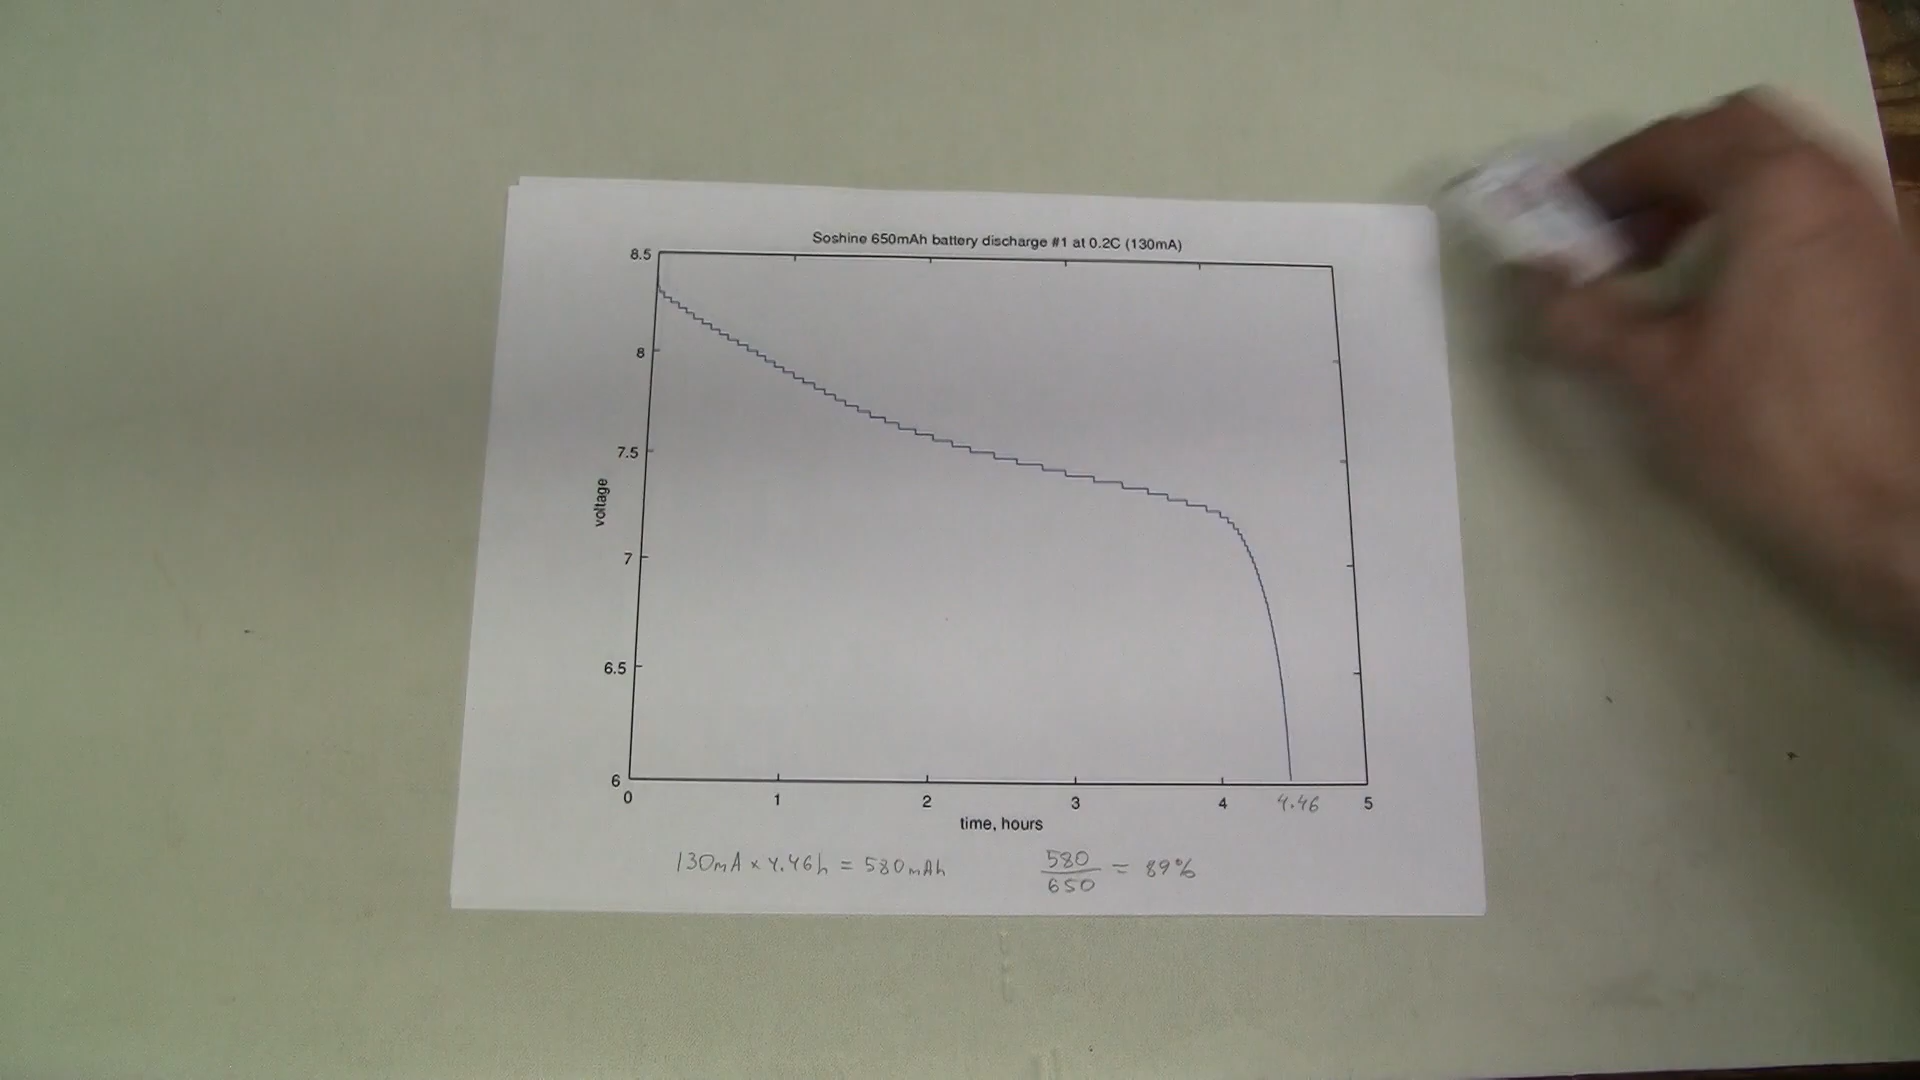 Soshine 650mAh battery discharge #1 at 0.2C (130mA)
8.5
8
7.5
7
6.5
6
voltage
0 1 2 3 4 4.46 5
time, hours
130mA x 4.46h = 580mAh
580
650
= 89%